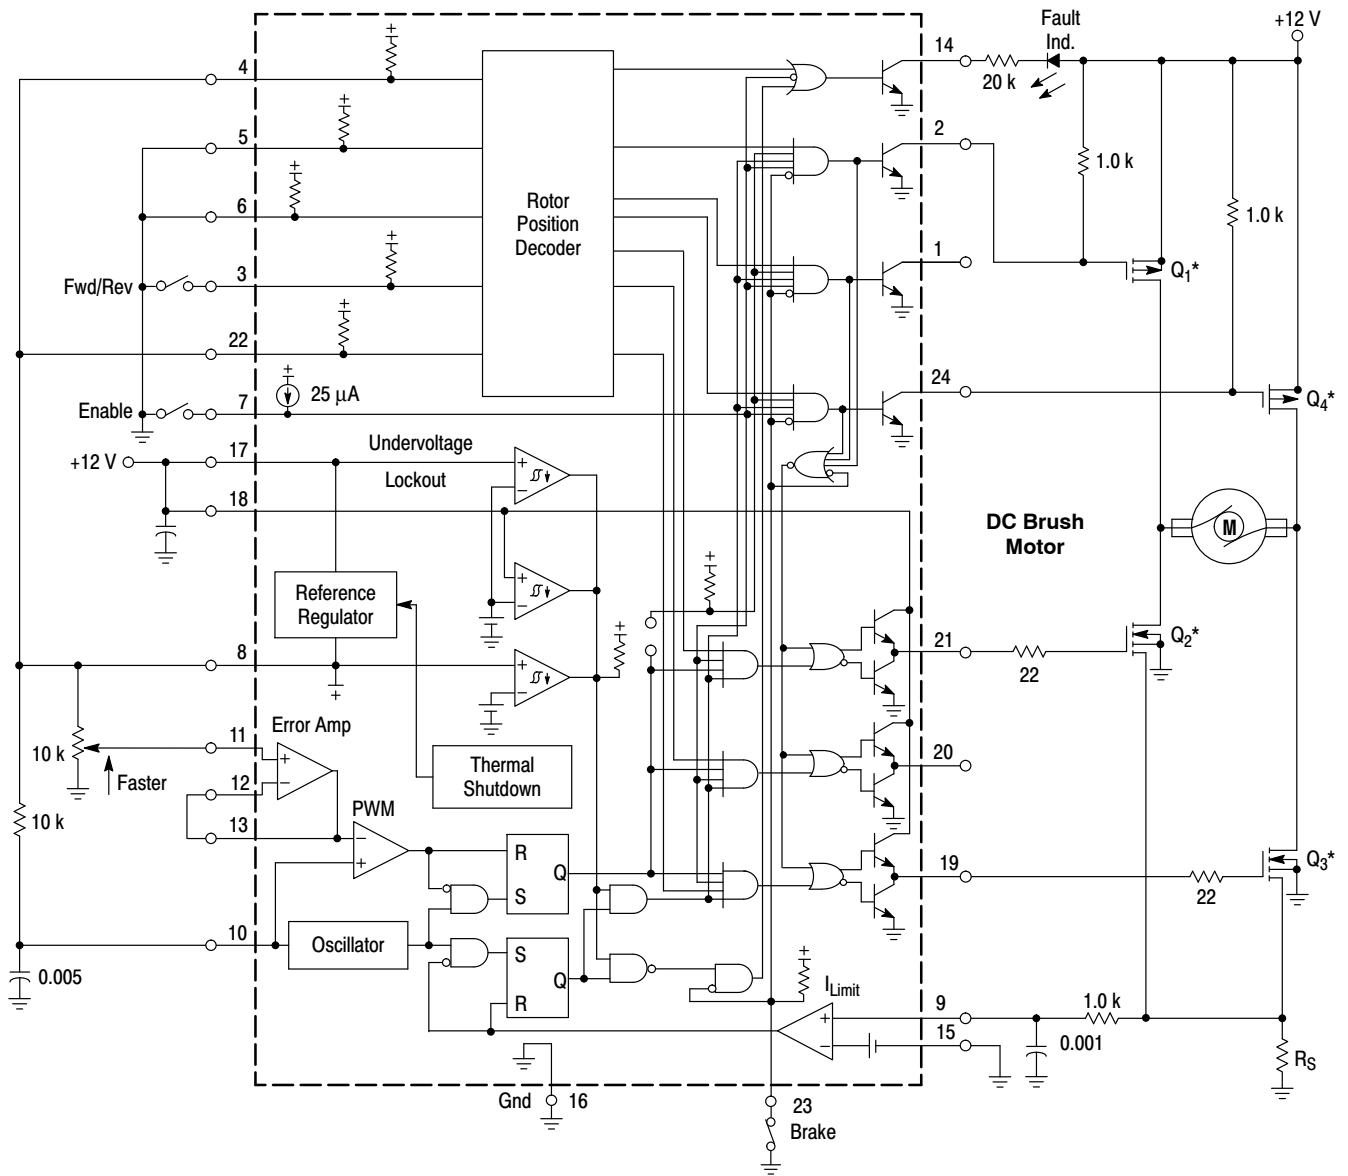 Fault
Ind.
+12 V
4
14
20 k
5
2
1.0 k
Rotor
Position
Decoder
6
1.0 k
Fwd/Rev
3
1
Q1*
22
24
Enable
7
25 μA
Q4*
+12 V
17
Undervoltage
Lockout
18
DC Brush
Motor
M
Reference
Regulator
21
22
Q2*
8
Error Amp
11
10 k
Faster
12
Thermal
Shutdown
20
13
10 k
PWM
R
Q
S
19
22
Q3*
10
Oscillator
S
Q
R
0.005
ILimit
9
1.0 k
15
0.001
RS
Gnd
16
23
Brake